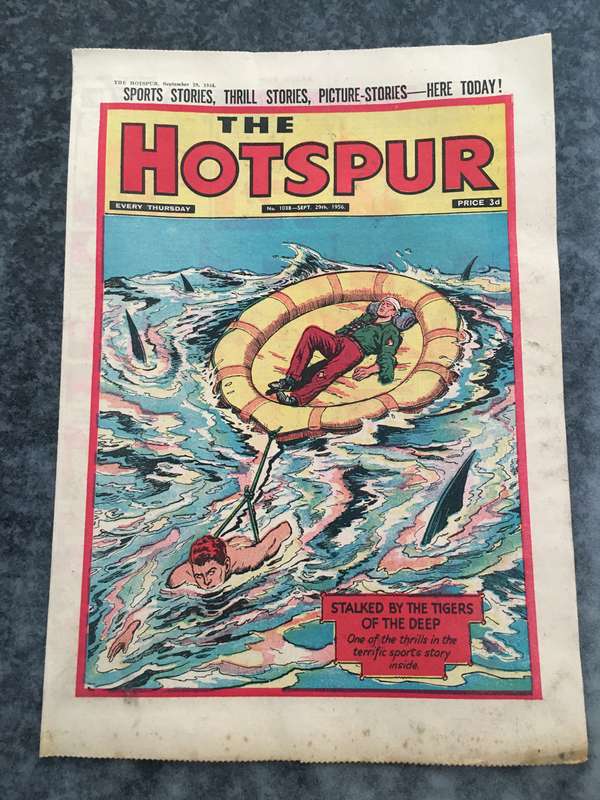 THE HOTSPUR, September 29, 1956.
SPORTS STORIES, THRILL STORIES, PICTURE-STORIES—HERE TODAY!
THE
HOTSPUR
EVERY THURSDAY
No. 1038—SEPT. 29th, 1956.
PRICE 3d
STALKED BY THE TIGERS
OF THE DEEP
One of the thrills in the
terrific sports story
inside.